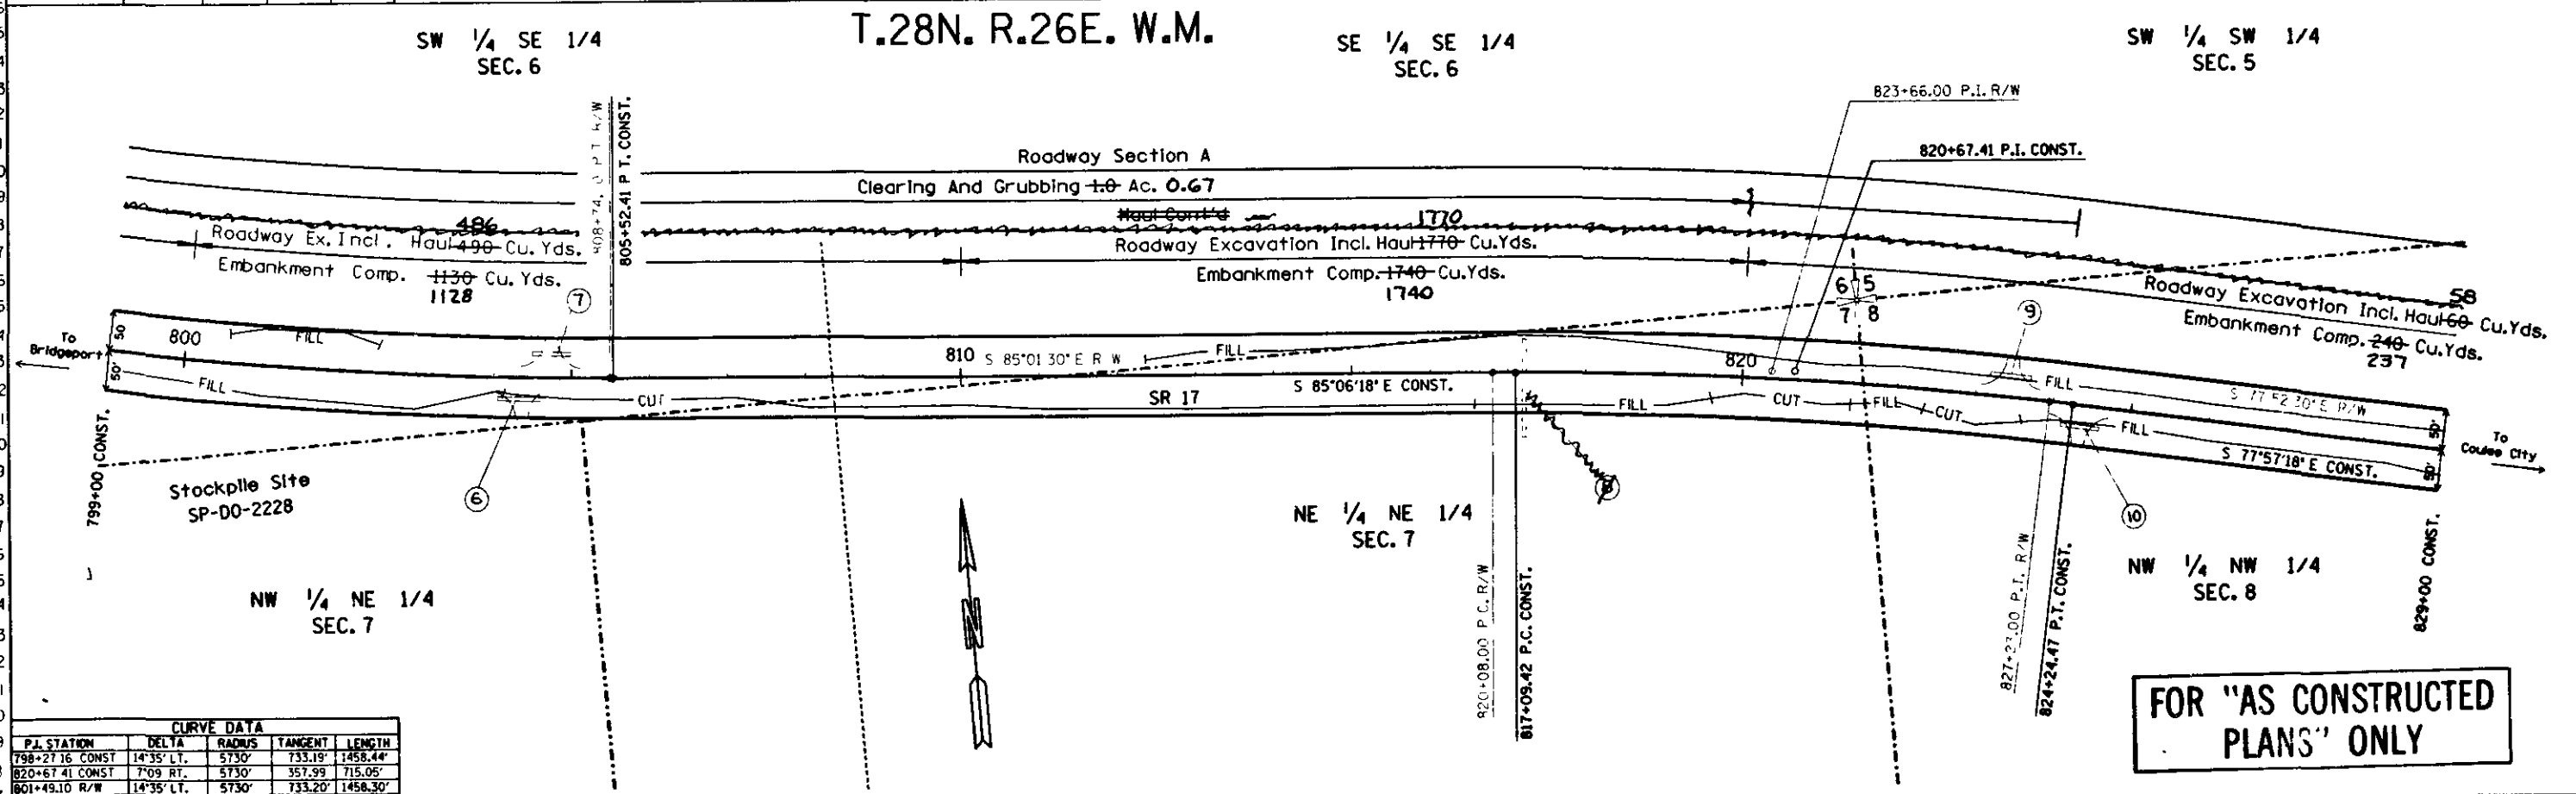 T.28N. R.26E. W.M.
SW 1/4 SE 1/4
SEC. 6
SE 1/4 SE 1/4
SEC. 6
SW 1/4 SW 1/4
SEC. 5
823+66.00 P.I. R/W
820+67.41 P.I. CONST.
P.T. R/W
805+52.41 P.T. CONST.
Roadway Section A
Clearing And Grubbing 1.0 Ac. 0.67
Haul Cont'd
486
Roadway Ex. Incl. Haul 490 Cu. Yds.
Embankment Comp. 1130 Cu. Yds.
1128
1770
Roadway Excavation Incl. Haul 1770 Cu.Yds.
Embankment Comp. 1740 Cu.Yds.
1740
58
Roadway Excavation Incl. Haul 60 Cu.Yds.
Embankment Comp. 240 Cu.Yds.
237
6 5
7 8
7
9
To
Bridgeport
50
50'
800
FILL
FILL
CUT
810
S 85°01'30" E R/W
FILL
S 85°06'18" E CONST.
SR 17
FILL
820
CUT
FILL
CUT
FILL
FILL
S 77°52'30" E R/W
S 77°57'18" E CONST.
50'
50'
To
Coulee City
799+00 CONST.
Stockpile Site
SP-DO-2228
6
8
10
NW 1/4 NE 1/4
SEC. 7
NE 1/4 NE 1/4
SEC. 7
NW 1/4 NW 1/4
SEC. 8
N
820+08.00 P.C. R/W
817+09.42 P.C. CONST.
P.T. R/W
824+24.47 P.T. CONST.
829+00 CONST.
CURVE DATA
P.I. STATION DELTA RADIUS TANGENT LENGTH
798+27.16 CONST 14°35' LT. 5730' 733.19' 1458.44'
820+67.41 CONST 7°09' RT. 5730' 357.99 715.05'
801+49.10 R/W 14°35' LT. 5730' 733.20' 1458.30'
FOR "AS CONSTRUCTED
PLANS" ONLY